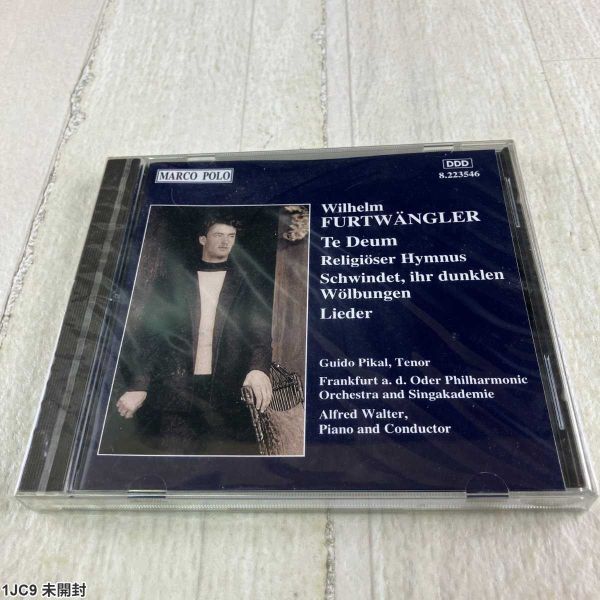 MARCO POLO
DDD
8.223546
Wilhelm
FURTWÄNGLER
Te Deum
Religiöser Hymnus
Schwindet, ihr dunklen
Wölbungen
Lieder
Guido Pikal, Tenor
Frankfurt a. d. Oder Philharmonic
Orchestra and Singakademie
Alfred Walter,
Piano and Conductor
1JC9 未開封